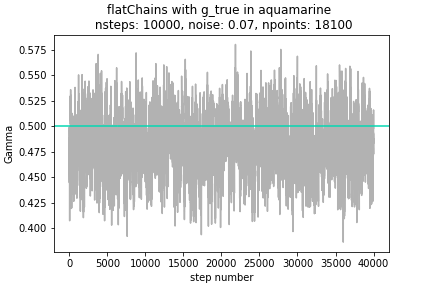 flatChains with g_true in aquamarine
nsteps: 10000, noise: 0.07, npoints: 18100
0.575
0.550
0.525
0.500
0.475
0.450
0.425
0.400
Gamma
0 5000 10000 15000 20000 25000 30000 35000 40000
step number